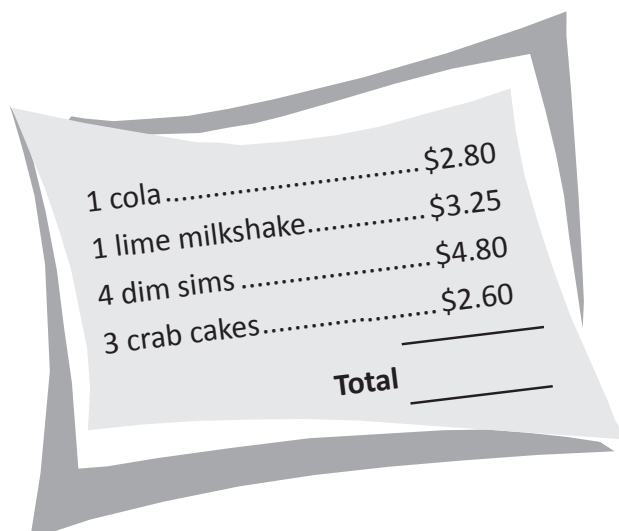 1 cola........................................$2.80
1 lime milkshake..................$3.25
4 dim sims.............................$4.80
3 crab cakes...........................$2.60
Total